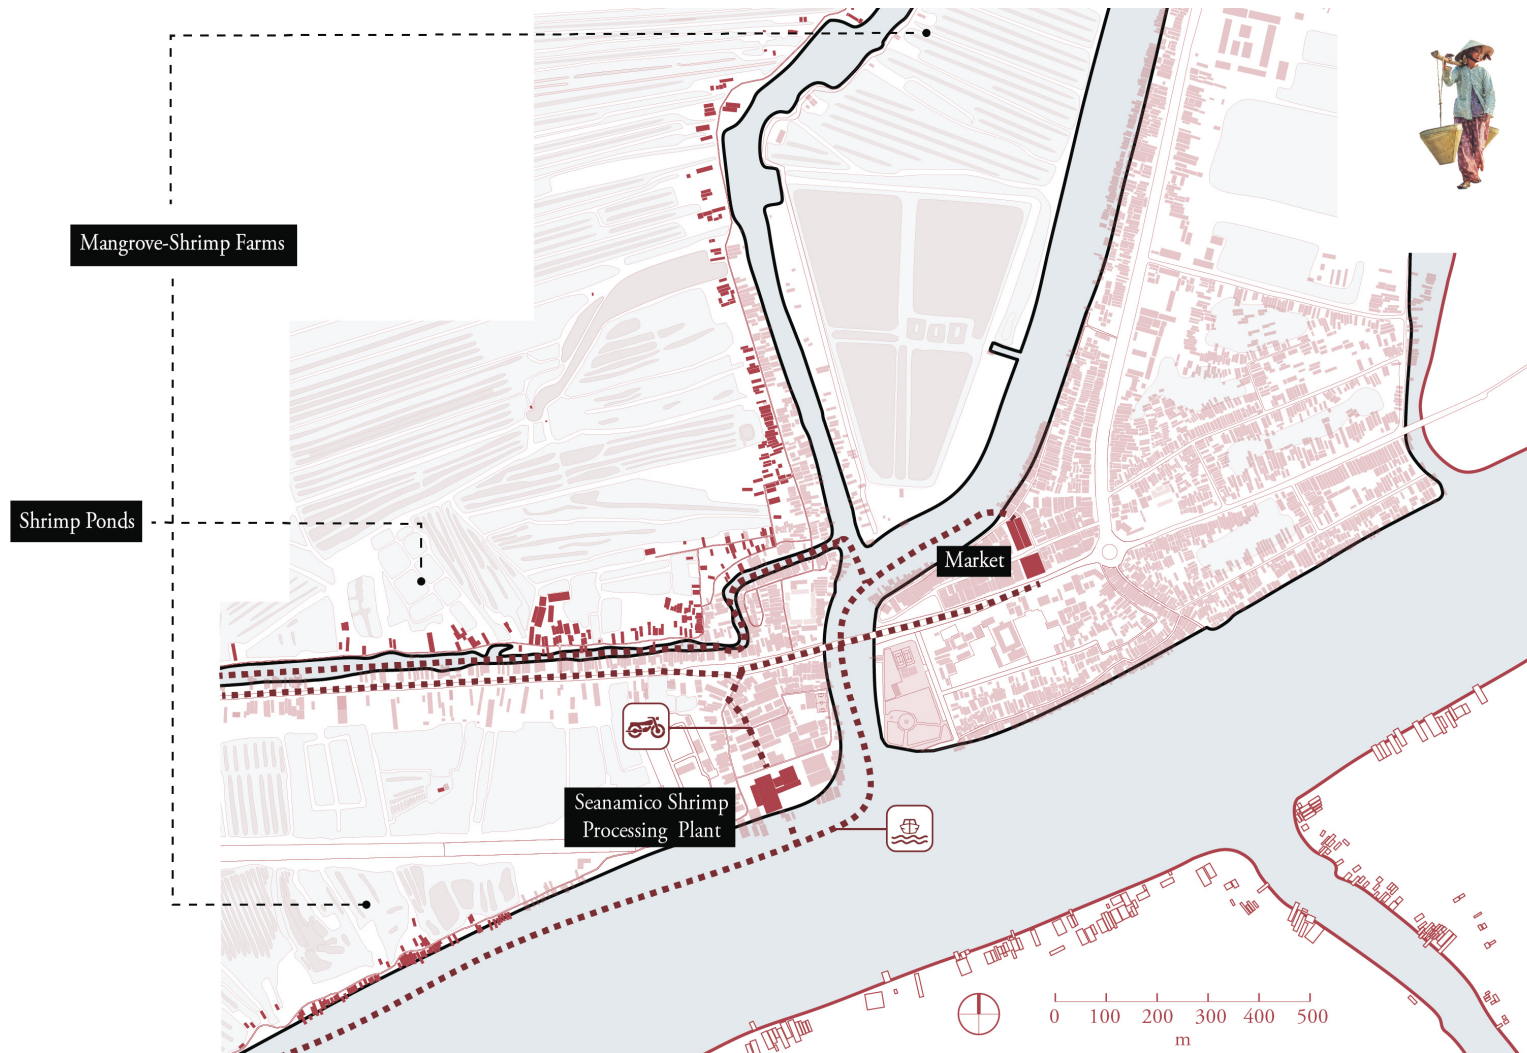 Mangrove-Shrimp Farms
Shrimp Ponds
Market
Seanamico Shrimp
Processing Plant
0 100 200 300 400 500
m